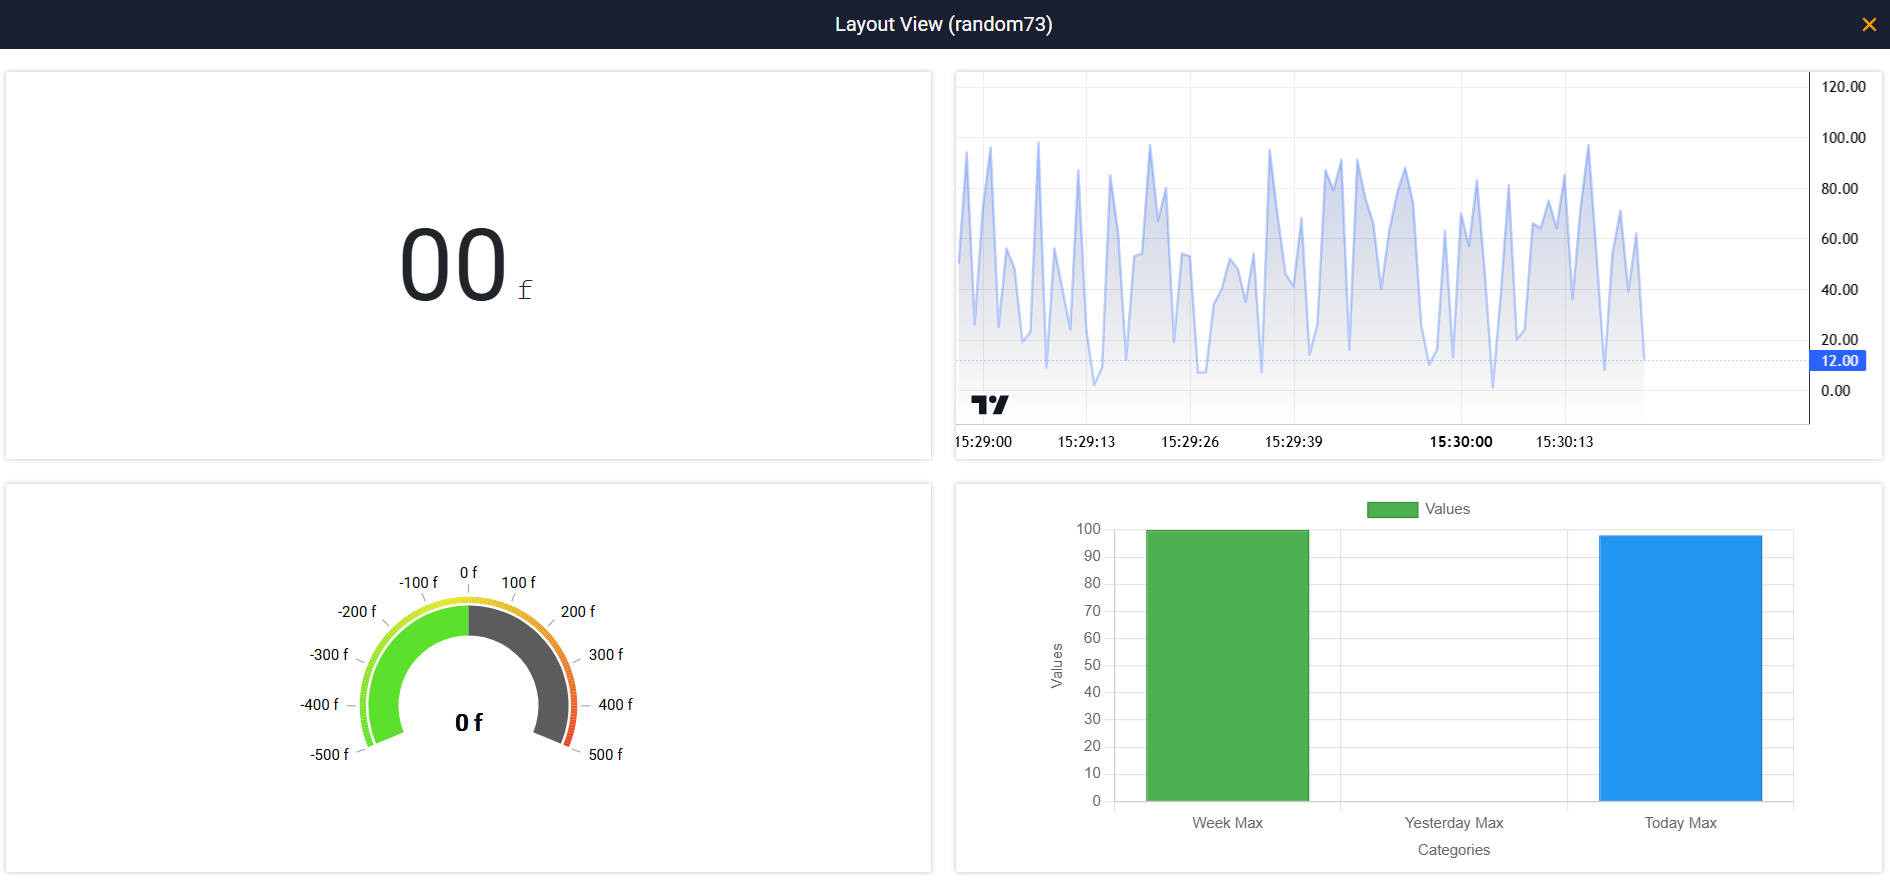 Layout View (random73)
00 f
120.00
100.00
80.00
60.00
40.00
20.00
12.00
0.00
15:29:00 15:29:13 15:29:26 15:29:39 15:30:00 15:30:13
0 f
-100 f 100 f
-200 f 200 f
-300 f 300 f
-400 f 400 f
0 f
-500 f 500 f
Values
100
90
80
70
60
50
40
30
20
10
0
Values
Week Max Yesterday Max Today Max
Categories